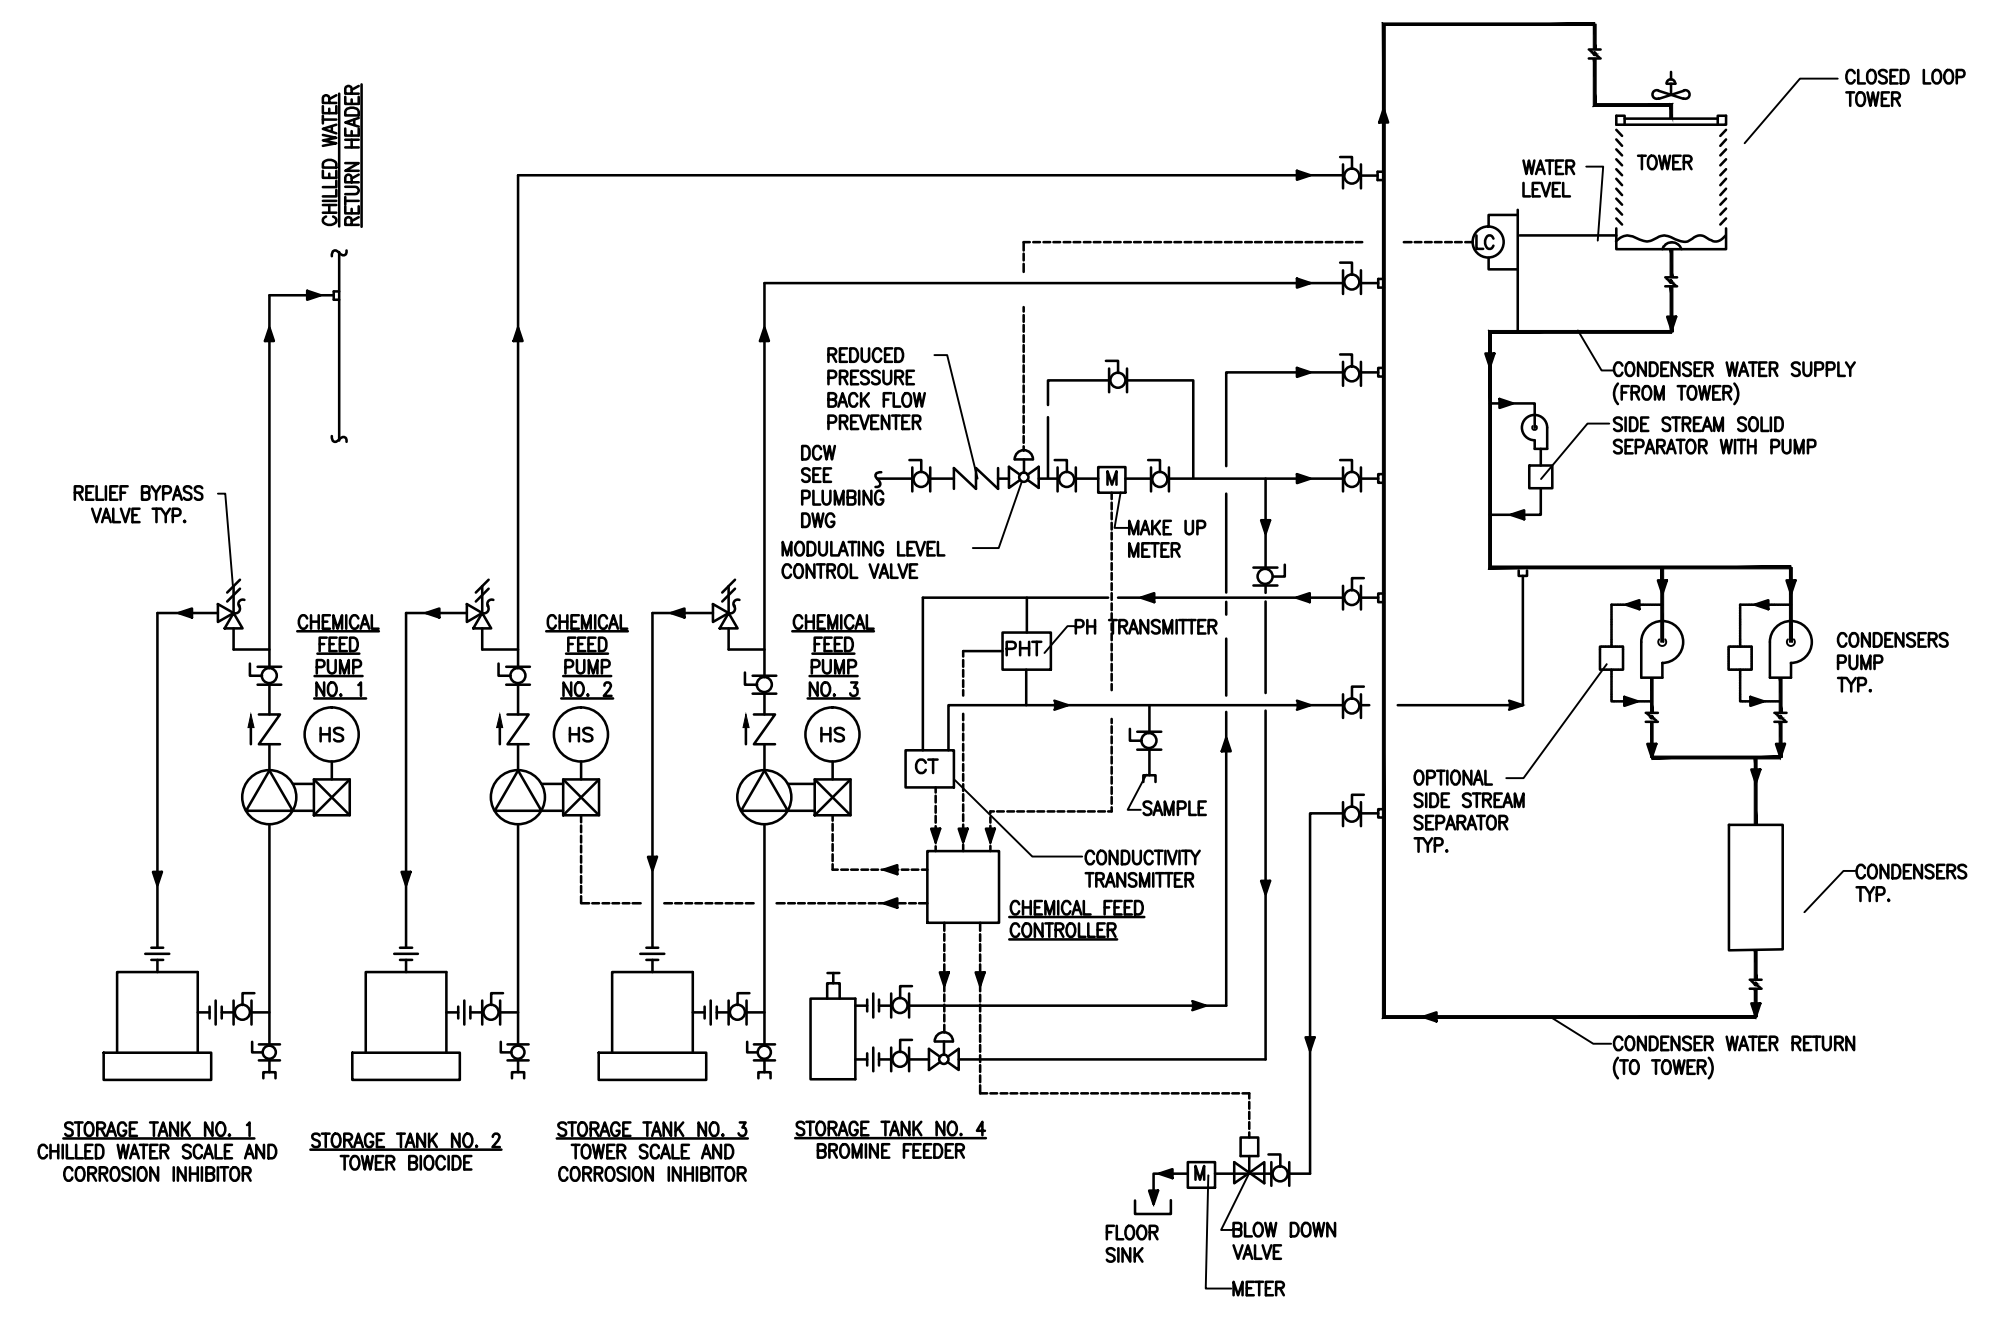 CHILLED WATER
RETURN HEADER
CLOSED LOOP
TOWER
TOWER
WATER
LEVEL
LC
REDUCED
PRESSURE
BACK FLOW
PREVENTER
CONDENSER WATER SUPPLY
(FROM TOWER)
SIDE STREAM SOLID
SEPARATOR WITH PUMP
DCW
SEE
PLUMBING
DWG
M
MAKE UP
METER
RELIEF BYPASS
VALVE TYP.
MODULATING LEVEL
CONTROL VALVE
CHEMICAL
FEED
PUMP
NO. 1
CHEMICAL
FEED
PUMP
NO. 2
CHEMICAL
FEED
PUMP
NO. 3
PH TRANSMITTER
PHT
CONDENSERS
PUMP
TYP.
HS
HS
HS
CT
SAMPLE
OPTIONAL
SIDE STREAM
SEPARATOR
TYP.
CONDUCTIVITY
TRANSMITTER
CONDENSERS
TYP.
CHEMICAL FEED
CONTROLLER
CONDENSER WATER RETURN
(TO TOWER)
STORAGE TANK NO. 1
CHILLED WATER SCALE AND
CORROSION INHIBITOR
STORAGE TANK NO. 2
TOWER BIOCIDE
STORAGE TANK NO. 3
TOWER SCALE AND
CORROSION INHIBITOR
STORAGE TANK NO. 4
BROMINE FEEDER
M
FLOOR
SINK
BLOW DOWN
VALVE
METER